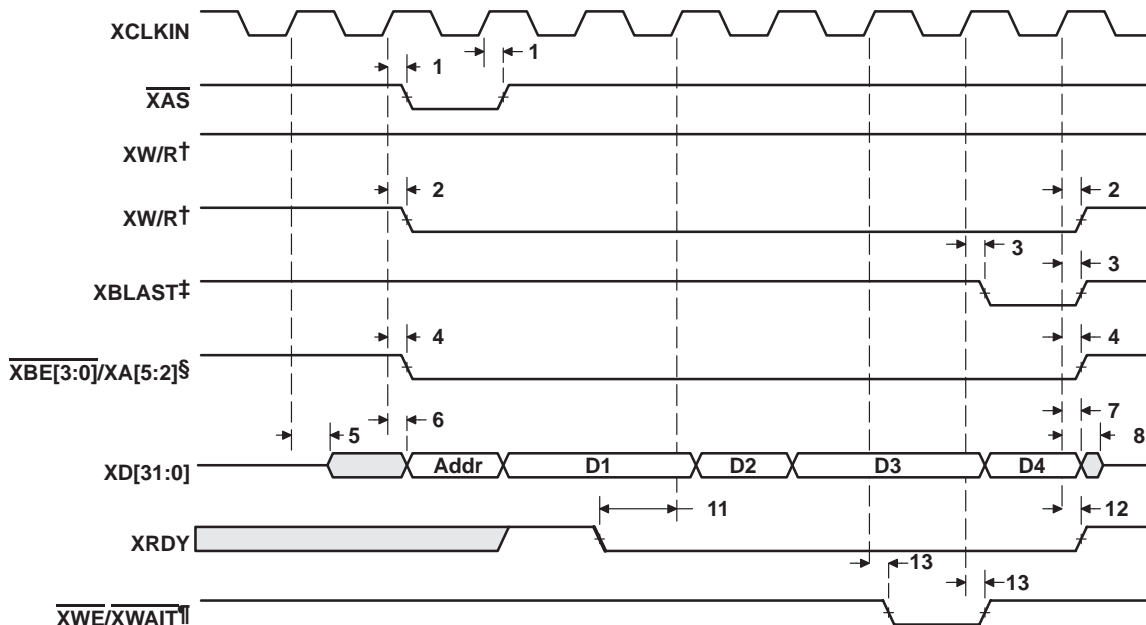 XCLKIN
1
1
XAS
XW/R†
2
2
XW/R†
3
3
XBLAST‡
4
4
XBE[3:0]/XA[5:2]§
6
7
5
8
XD[31:0]
Addr
D1
D2
D3
D4
11
12
XRDY
13
13
XWE/XWAIT¶